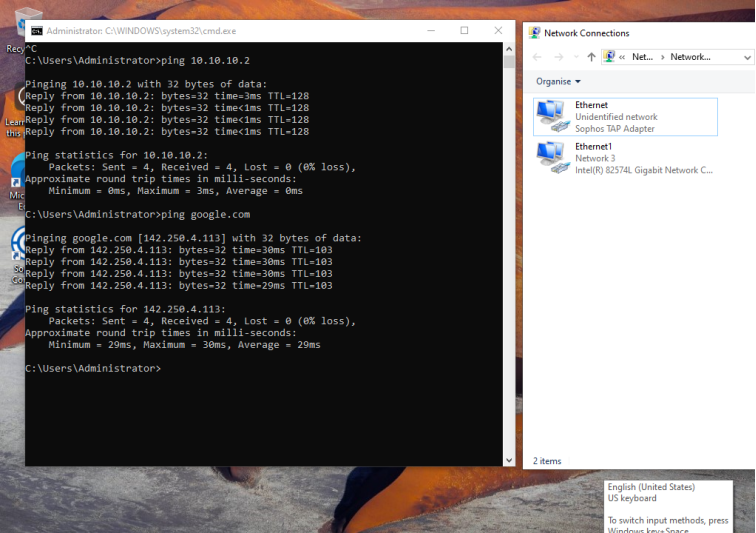 Administrator: C:\WINDOWS\system32\cmd.exe
^C
C:\Users\Administrator>ping 10.10.10.2
Pinging 10.10.10.2 with 32 bytes of data:
Reply from 10.10.10.2: bytes=32 time=3ms TTL=128
Reply from 10.10.10.2: bytes=32 time<1ms TTL=128
Reply from 10.10.10.2: bytes=32 time<1ms TTL=128
Reply from 10.10.10.2: bytes=32 time<1ms TTL=128
Ping statistics for 10.10.10.2:
Packets: Sent = 4, Received = 4, Lost = 0 (0% loss),
Approximate round trip times in milli-seconds:
Minimum = 0ms, Maximum = 3ms, Average = 0ms
C:\Users\Administrator>ping google.com
Pinging google.com [142.250.4.113] with 32 bytes of data:
Reply from 142.250.4.113: bytes=32 time=30ms TTL=103
Reply from 142.250.4.113: bytes=32 time=30ms TTL=103
Reply from 142.250.4.113: bytes=32 time=30ms TTL=103
Reply from 142.250.4.113: bytes=32 time=29ms TTL=103
Ping statistics for 142.250.4.113:
Packets: Sent = 4, Received = 4, Lost = 0 (0% loss),
Approximate round trip times in milli-seconds:
Minimum = 29ms, Maximum = 30ms, Average = 29ms
C:\Users\Administrator>
Recy
Learn
this
Mic
Network Connections
« Net... > Network...
Organise
Ethernet
Unidentified network
Sophos TAP Adapter
Ethernet1
Network 3
Intel(R) 82574L Gigabit Network C...
2 items
English (United States)
US keyboard
To switch input methods, press
Windows key+Space